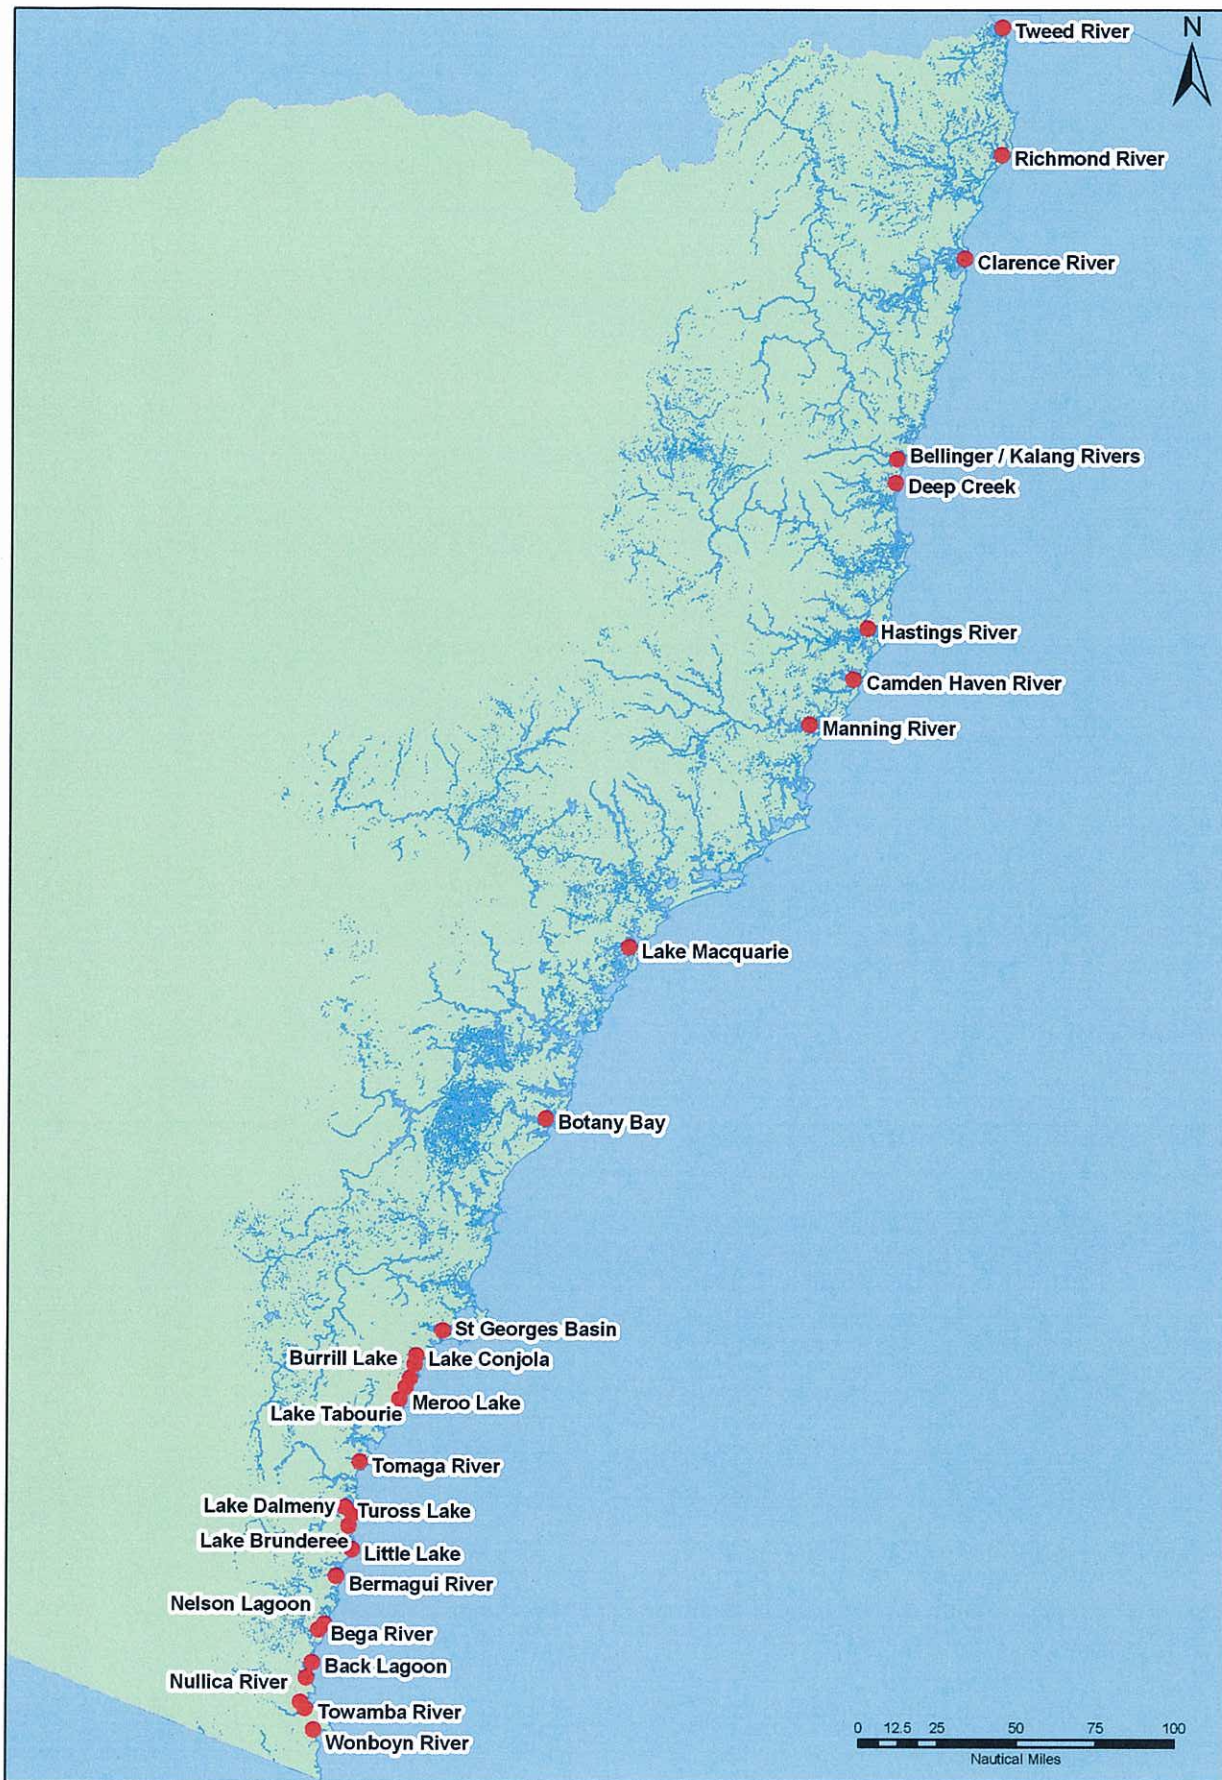 N
Tweed River
Richmond River
Clarence River
Bellinger / Kalang Rivers
Deep Creek
Hastings River
Camden Haven River
Manning River
Lake Macquarie
Botany Bay
St Georges Basin
Burrill Lake
Lake Conjola
Meroo Lake
Lake Tabourie
Tomaga River
Lake Dalmeny
Tuross Lake
Lake Brunderee
Little Lake
Bermagui River
Nelson Lagoon
Bega River
Back Lagoon
Nullica River
Towamba River
Wonboyn River
0 12.5 25 50 75 100
Nautical Miles